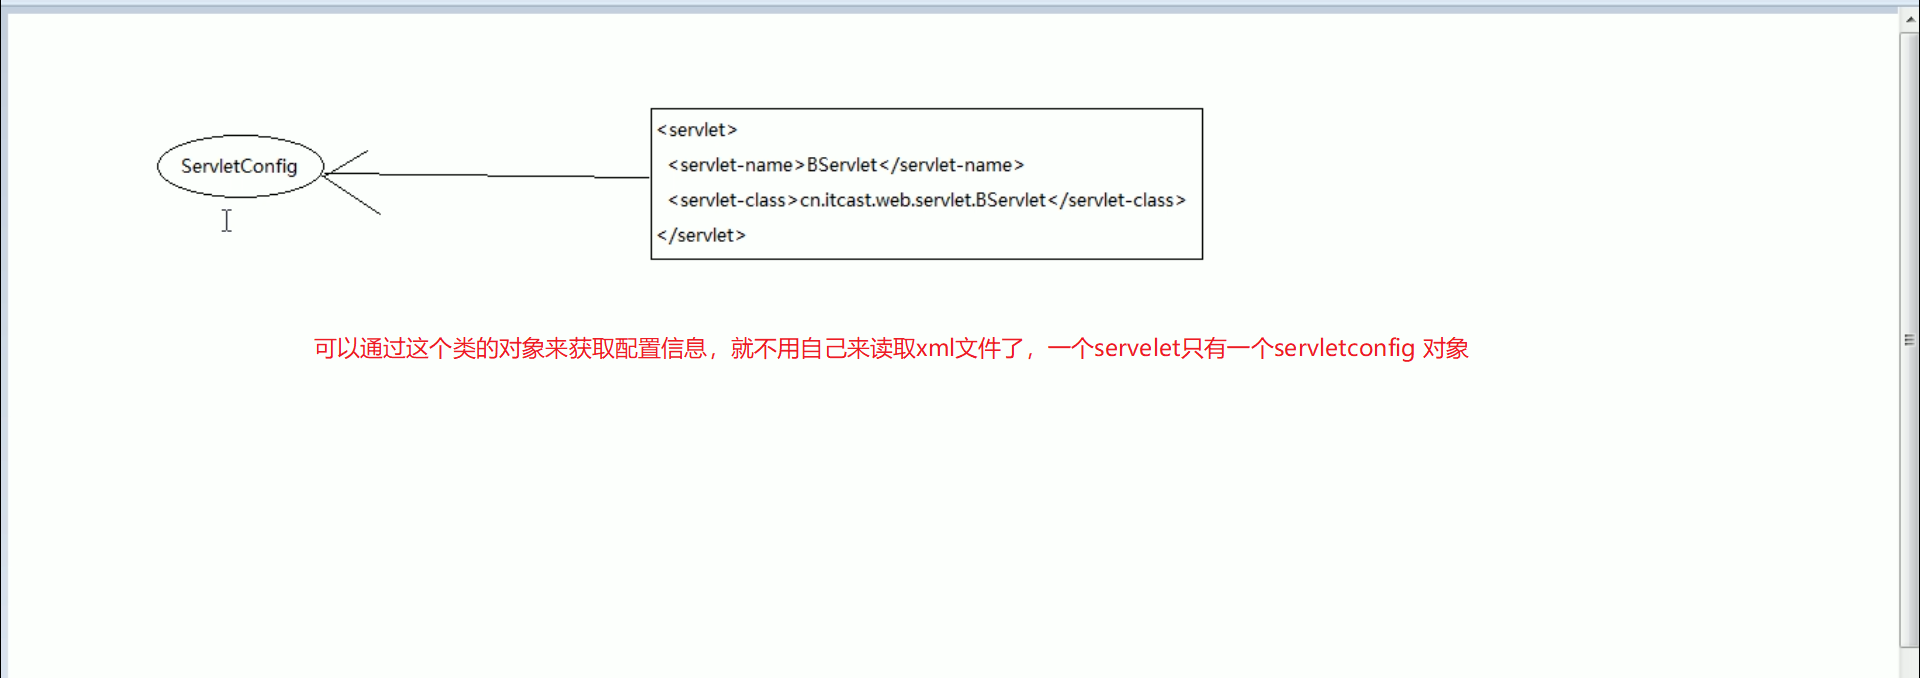 ServletConfig
<servlet>
<servlet-name>BServlet</servlet-name>
<servlet-class>cn.itcast.web.servlet.BServlet</servlet-class>
</servlet>
可以通过这个类的对象来获取配置信息，就不用自己来读取xml文件了，一个servelet只有一个servletconfig 对象